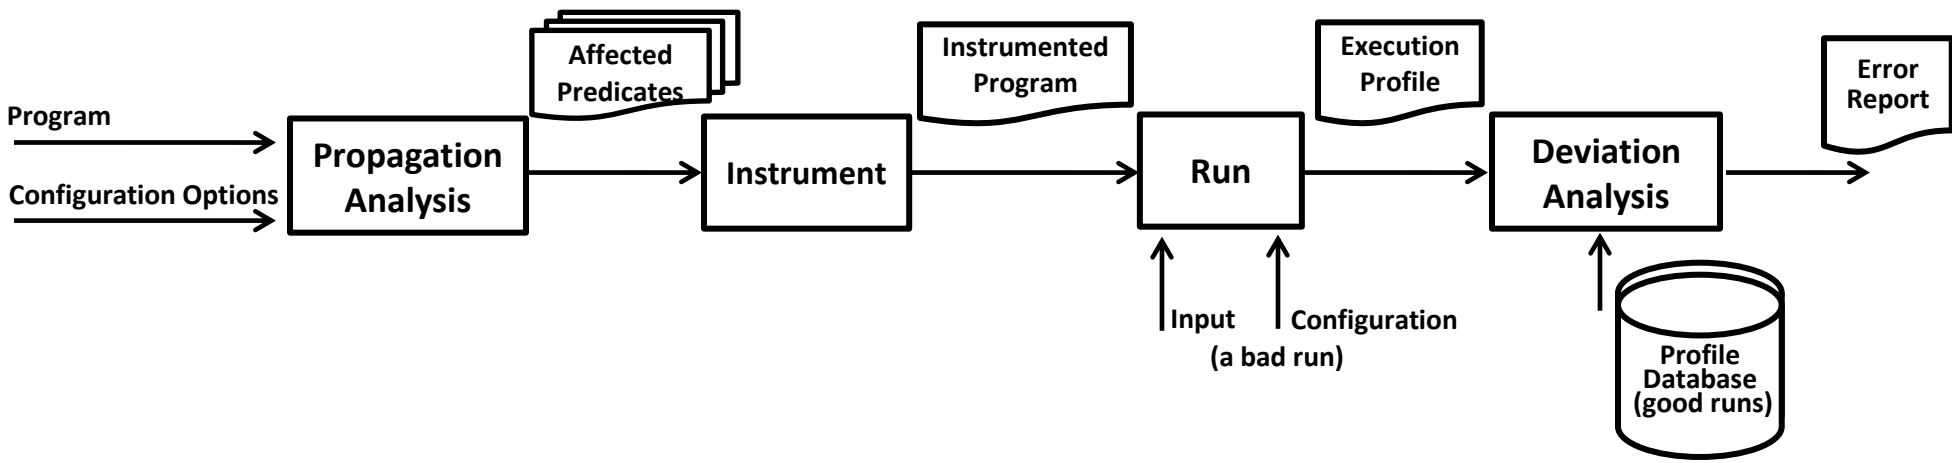 Program
Configuration Options
Propagation
Analysis
Affected
Predicates
Instrument
Instrumented
Program
Run
Input
Configuration
(a bad run)
Execution
Profile
Deviation
Analysis
Profile
Database
(good runs)
Error
Report